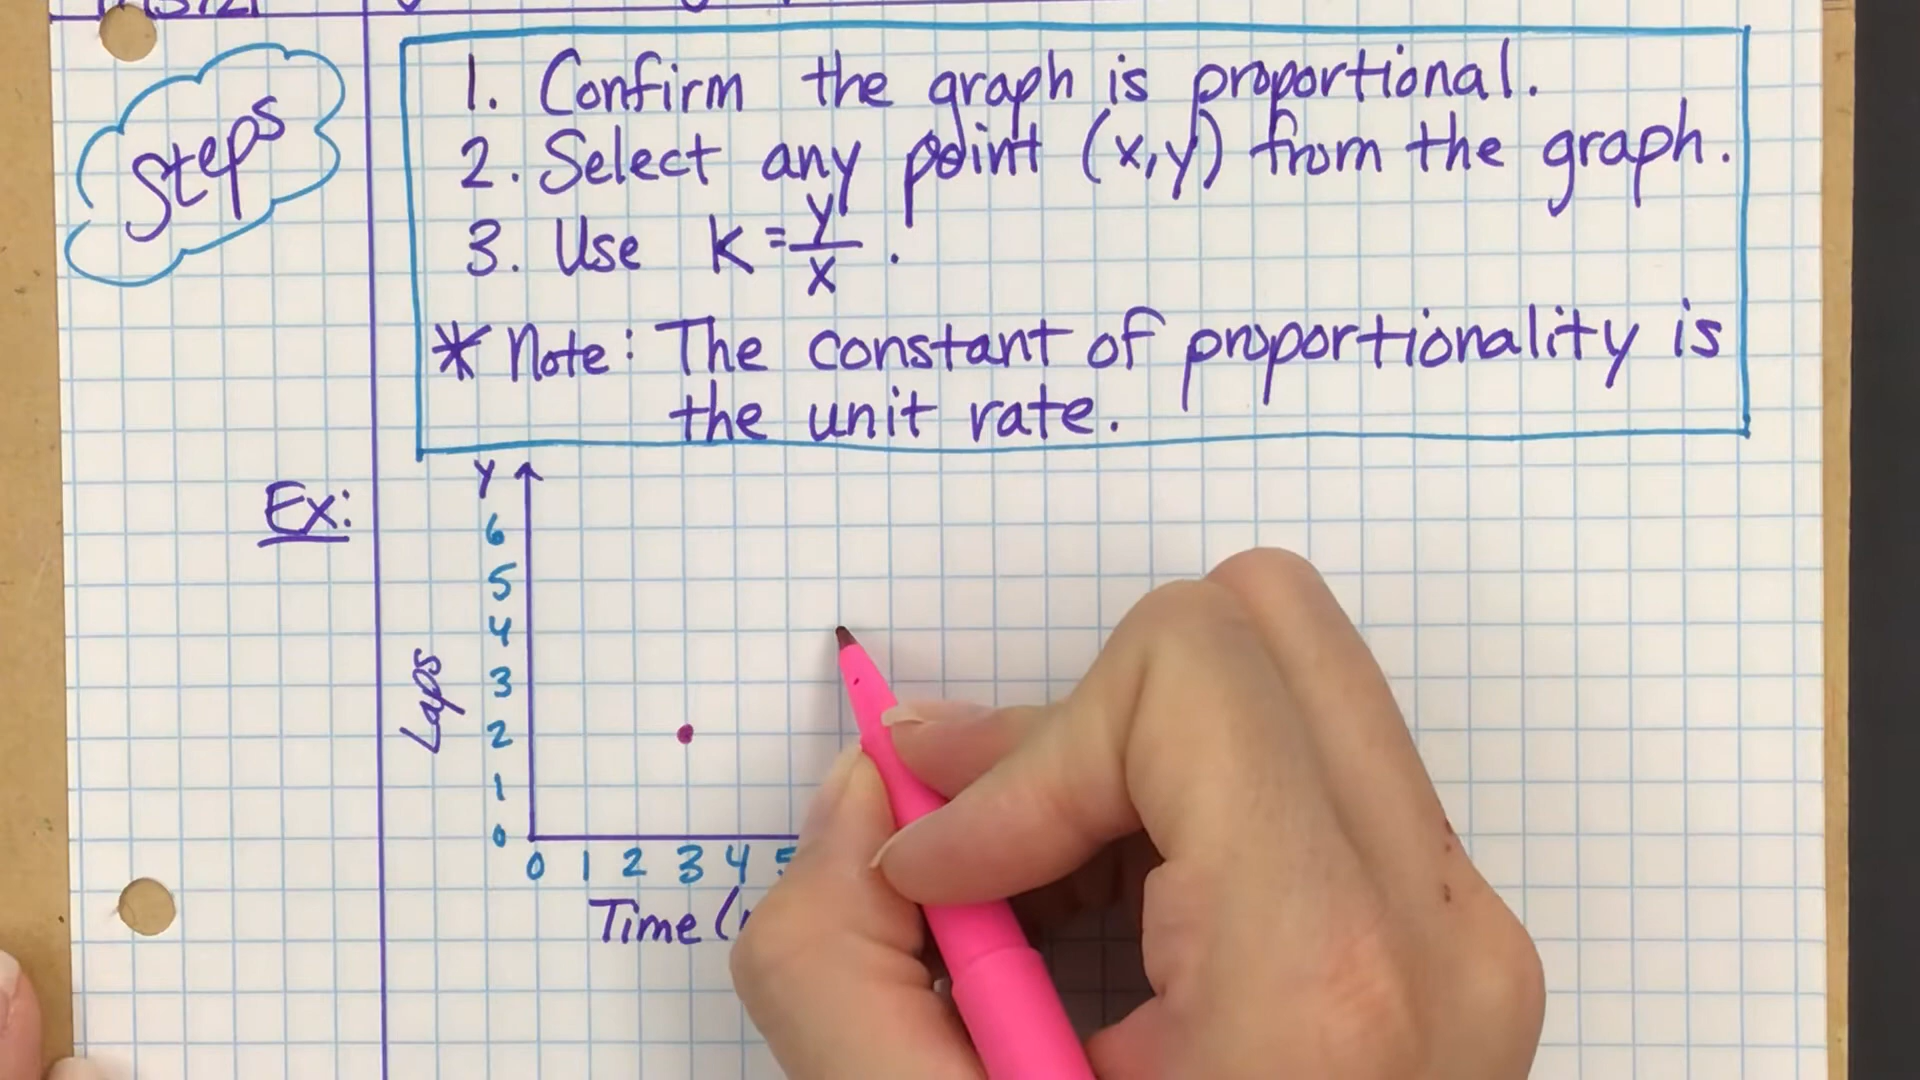 Steps
1. Confirm the graph is proportional.
2. Select any point (x,y) from the graph.
3. Use k = y/x.
* Note: The constant of proportionality is
the unit rate.
Ex:
y
6
5
4
3
2
1
0
Laps
0 1 2 3 4 5
Time (